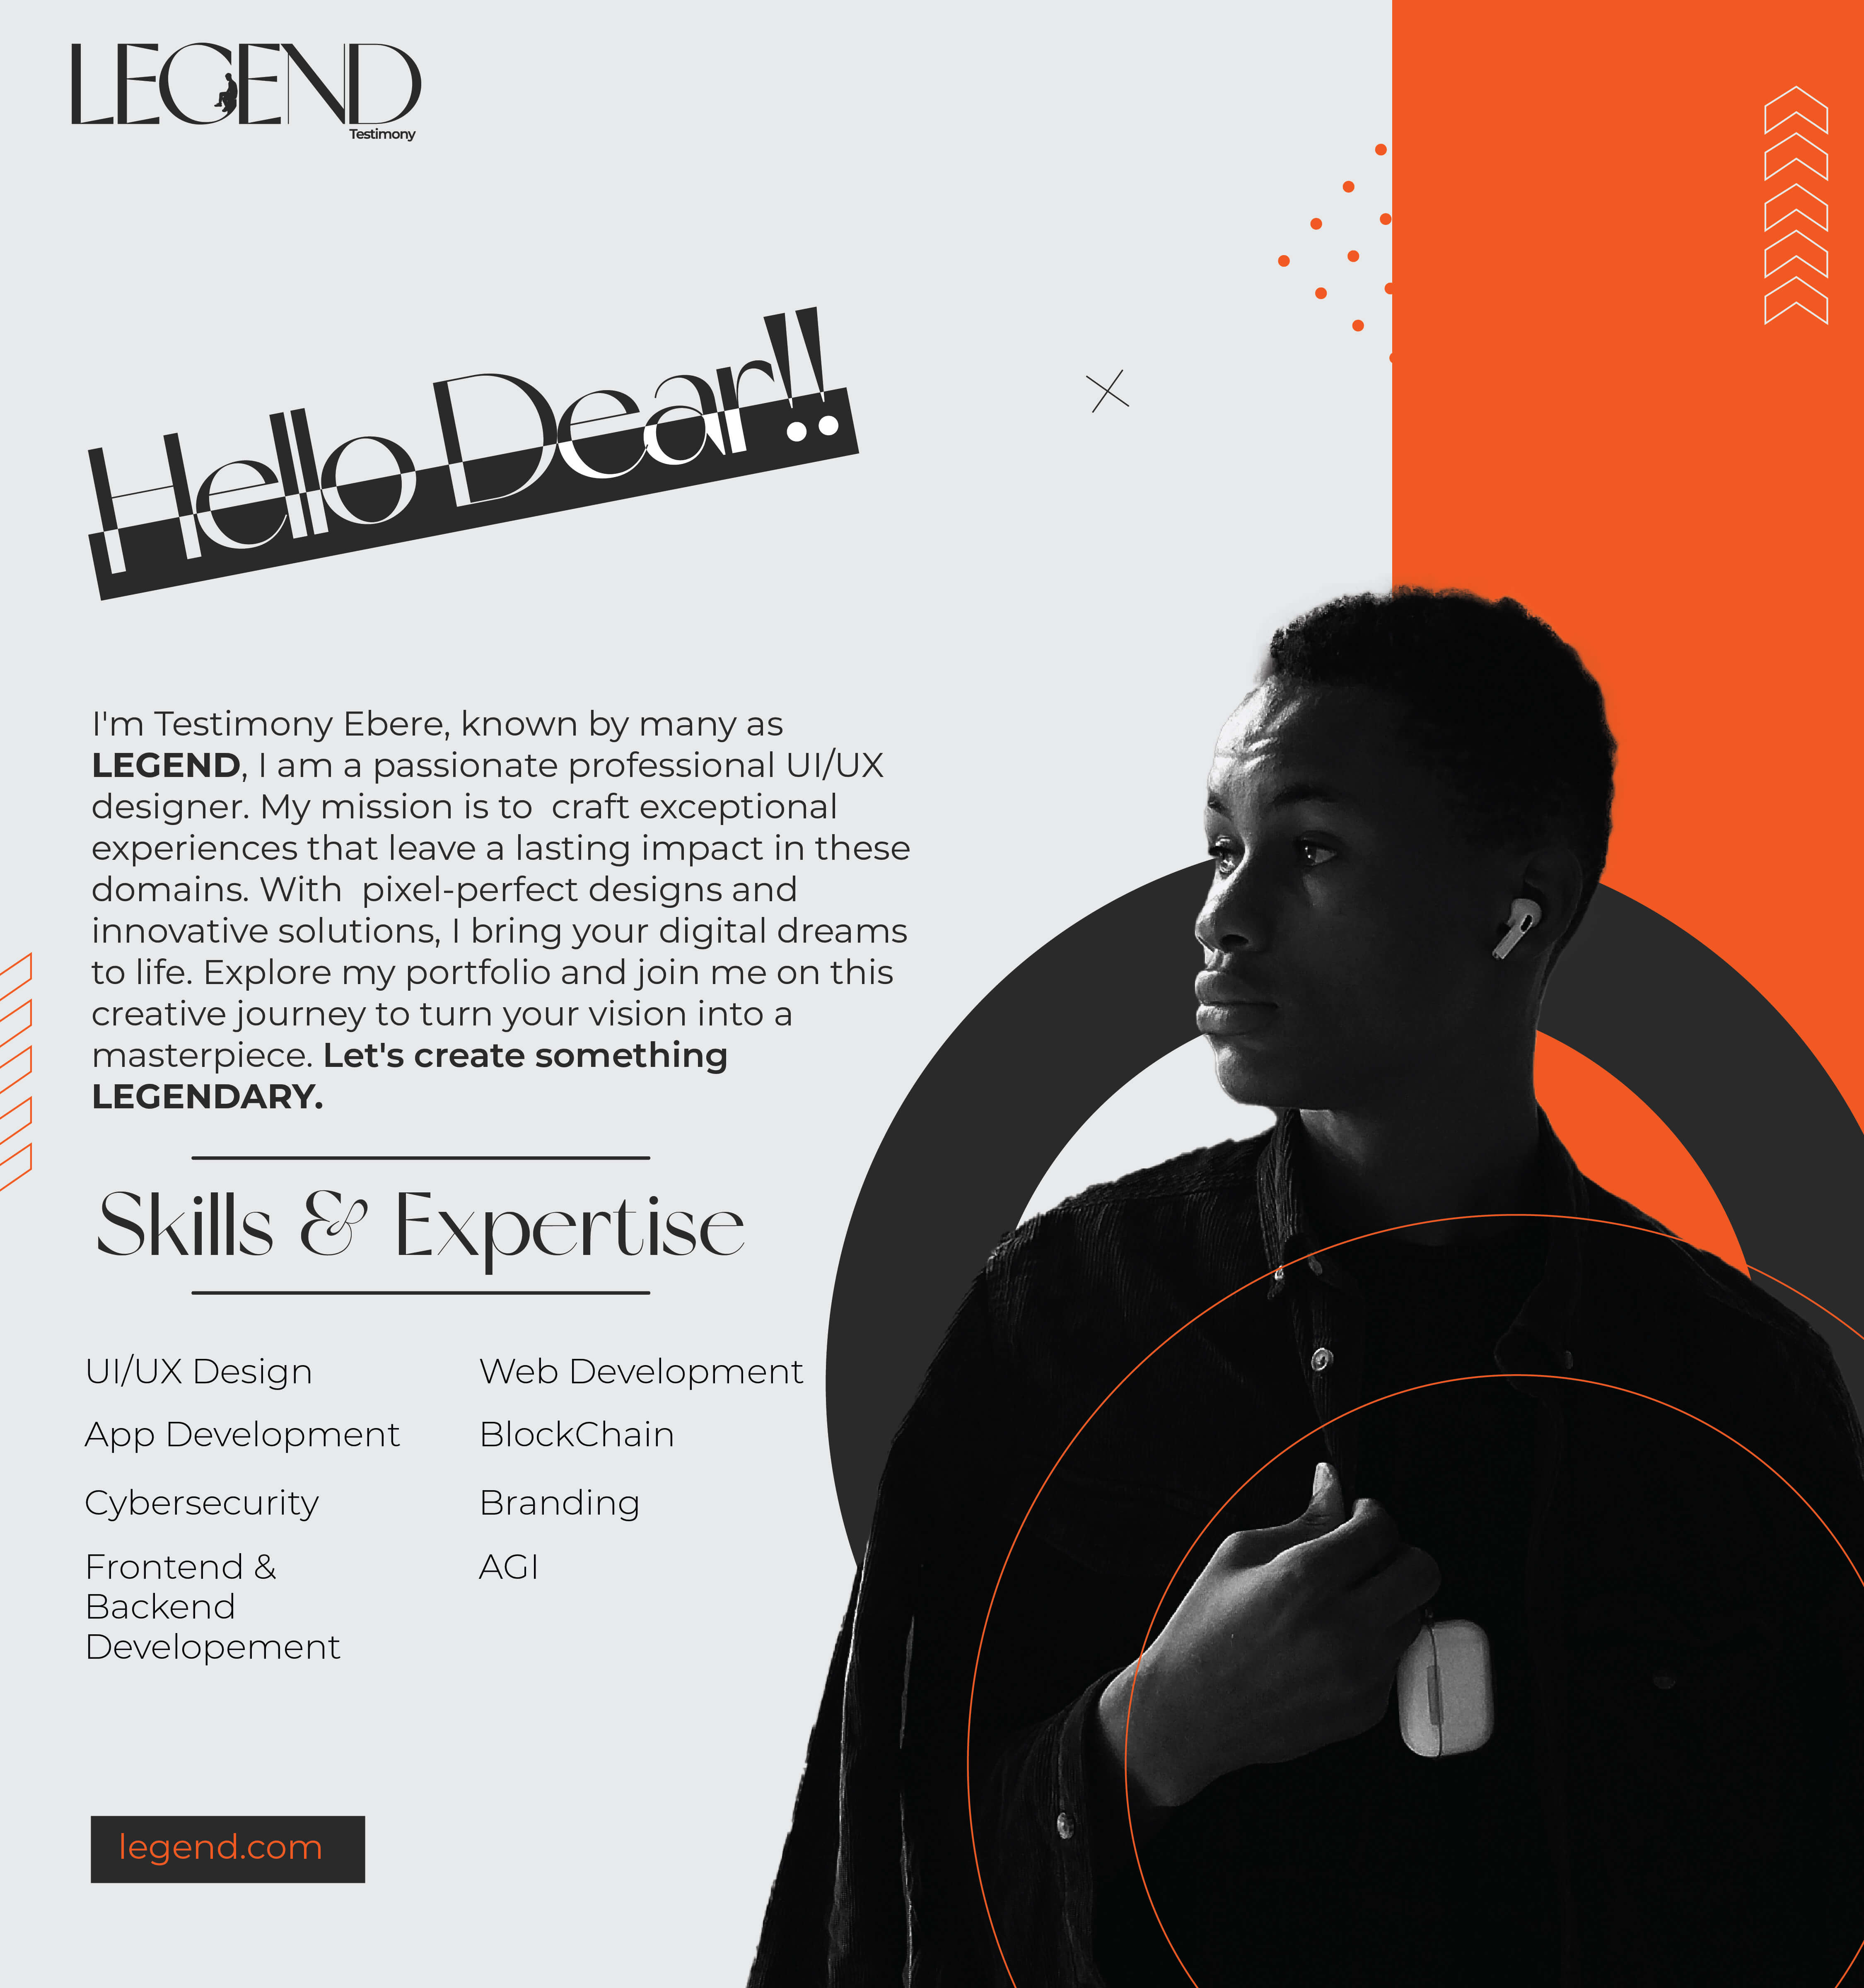 LEGEND
Testimony
Hello Dear!!
I'm Testimony Ebere, known by many as
LEGEND, I am a passionate professional UI/UX
designer. My mission is to  craft exceptional
experiences that leave a lasting impact in these
domains. With  pixel-perfect designs and
innovative solutions, I bring your digital dreams
to life. Explore my portfolio and join me on this
creative journey to turn your vision into a
masterpiece. Let's create something
LEGENDARY.
Skills & Expertise
UI/UX Design
App Development
Cybersecurity
Frontend &
Backend
Developement
Web Development
BlockChain
Branding
AGI
legend.com